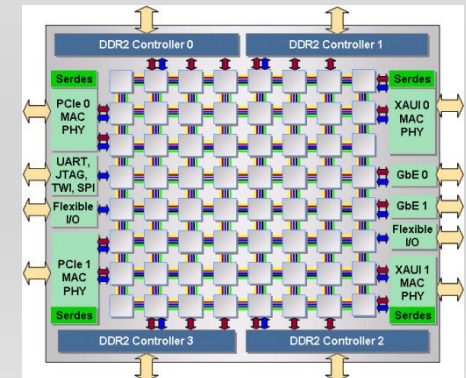 DDR2 Controller 0
DDR2 Controller 1
Serdes
PCIe 0
MAC
PHY
UART,
JTAG,
TWI, SPI
Flexible
I/O
PCIe 1
MAC
PHY
Serdes
Serdes
XAUI 0
MAC
PHY
GbE 0
GbE 1
Flexible
I/O
XAUI 1
MAC
PHY
Serdes
DDR2 Controller 3
DDR2 Controller 2